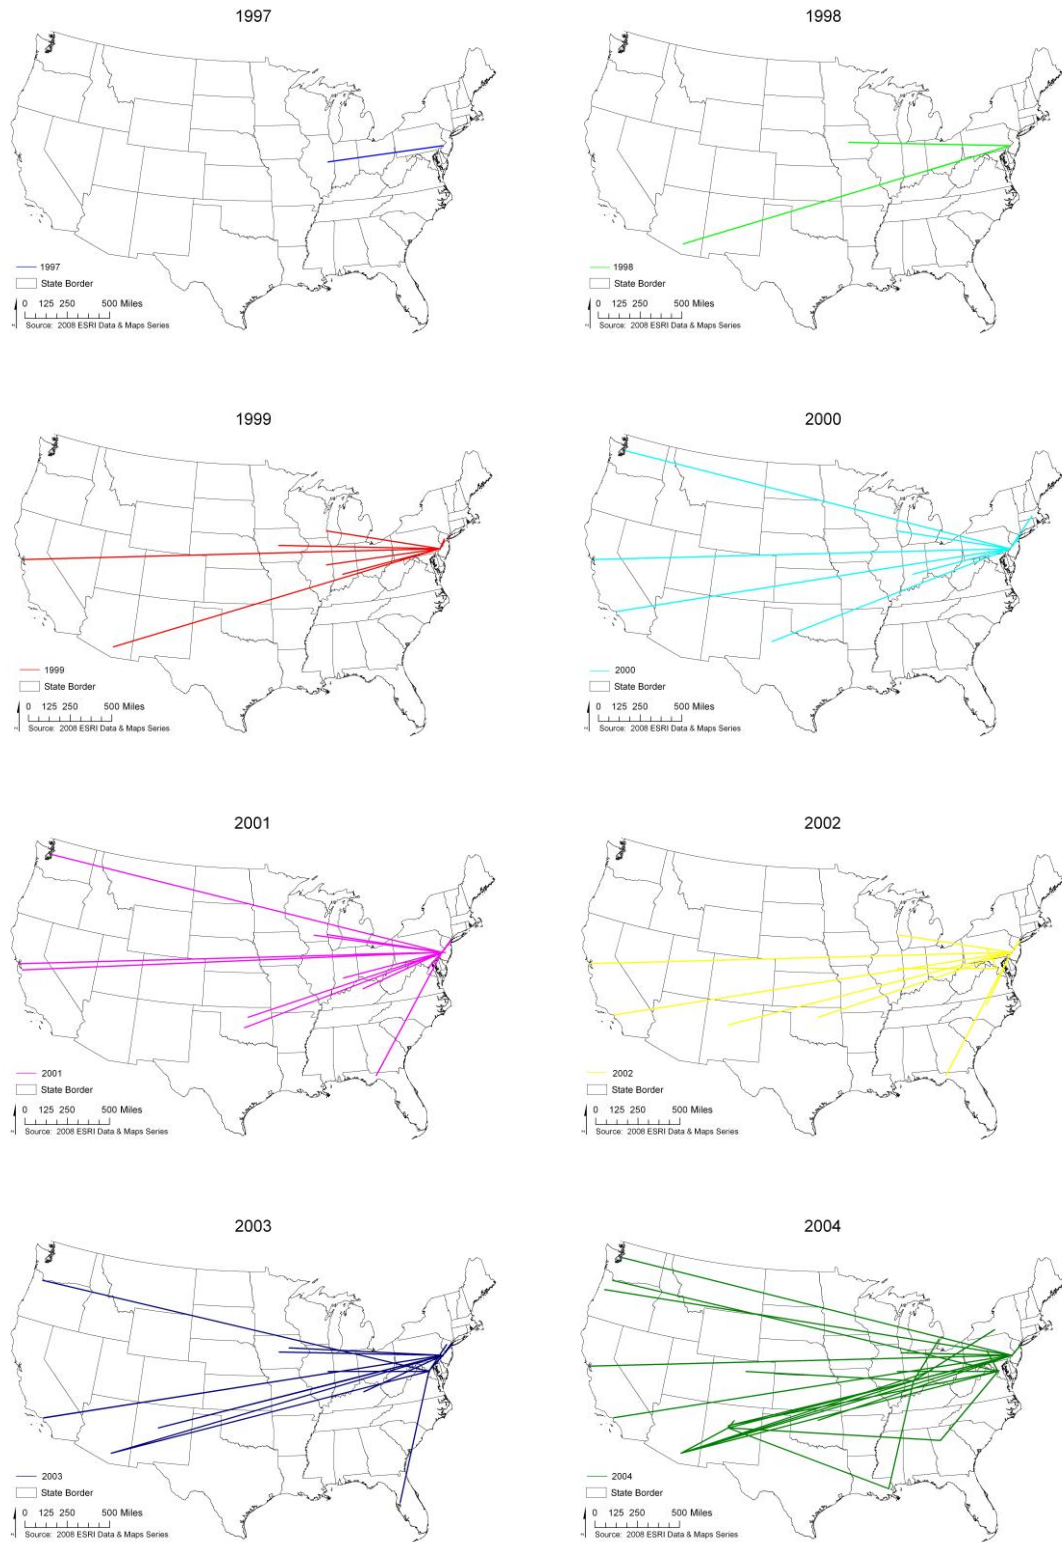 1997
1997
State Border
0 125 250 500 Miles
Source: 2008 ESRI Data & Maps Series
1998
1998
State Border
0 125 250 500 Miles
Source: 2008 ESRI Data & Maps Series
1999
1999
State Border
0 125 250 500 Miles
Source: 2008 ESRI Data & Maps Series
2000
2000
State Border
0 125 250 500 Miles
Source: 2008 ESRI Data & Maps Series
2001
2001
State Border
0 125 250 500 Miles
Source: 2008 ESRI Data & Maps Series
2002
2002
State Border
0 125 250 500 Miles
Source: 2008 ESRI Data & Maps Series
2003
2003
State Border
0 125 250 500 Miles
Source: 2008 ESRI Data & Maps Series
2004
2004
State Border
0 125 250 500 Miles
Source: 2008 ESRI Data & Maps Series